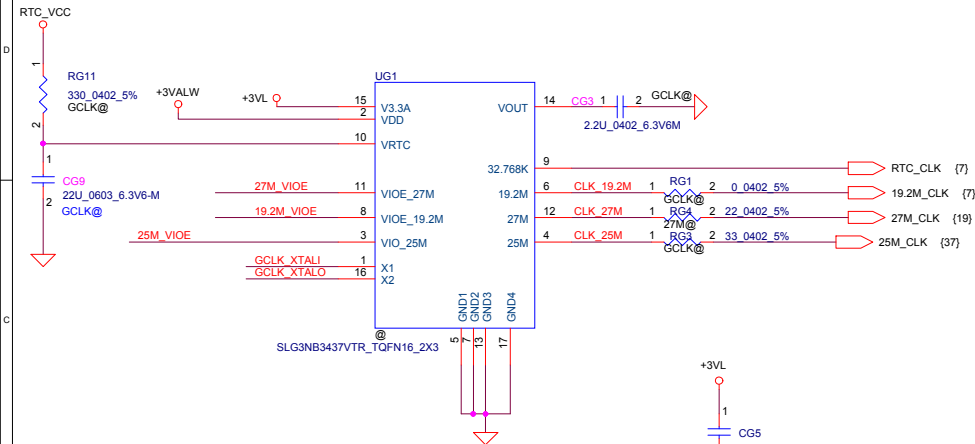 RTC_VCC
D
1
RG11
330_0402_5%
GCLK@
2
+3VALW
+3VL
UG1
15
V3.3A
2
VDD
10
VRTC
VOUT
14
CG3
1
2
GCLK@
2.2U_0402_6.3V6M
1
CG9
22U_0603_6.3V6-M
2
GCLK@
32.768K
9
RTC_CLK {7}
27M_VIOE
11
VIOE_27M
19.2M
6
CLK_19.2M
1
RG1
2
0_0402_5%
GCLK@
19.2M_CLK {7}
19.2M_VIOE
8
VIOE_19.2M
27M
12
CLK_27M
1
RG4
2
22_0402_5%
27M@
27M_CLK {19}
25M_VIOE
3
VIO_25M
25M
4
CLK_25M
1
RG3
2
33_0402_5%
GCLK@
25M_CLK {37}
GCLK_XTALI
1
X1
GCLK_XTALO
16
X2
GND1
GND2
GND3
GND4
C
@
5
7
13
17
SLG3NB3437VTR_TQFN16_2X3
+3VL
1
CG5